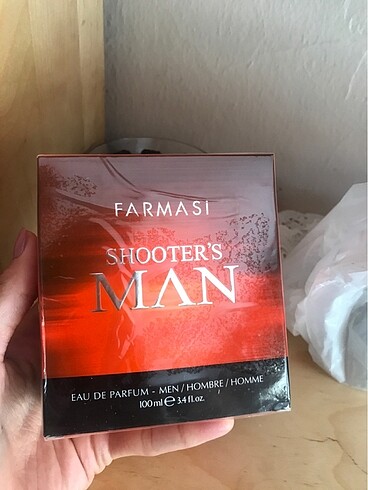 FARMASI
SHOOTER'S
MAN
EAU DE PARFUM - MEN / HOMBRE / HOMME
100 ml ℮ 3.4 fl.oz.